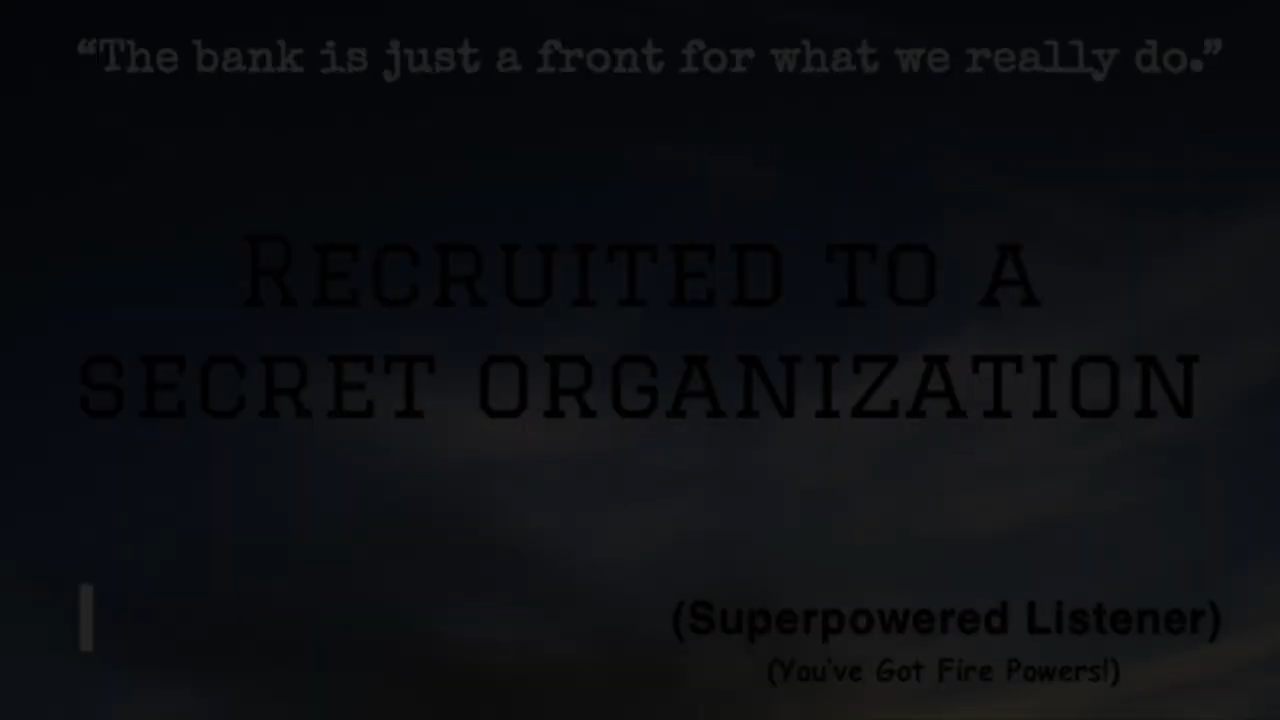 “The bank is just a front for what we really do.”
Recruited to a
secret organization
(Superpowered Listener)
(You've Got Fire Powers!)